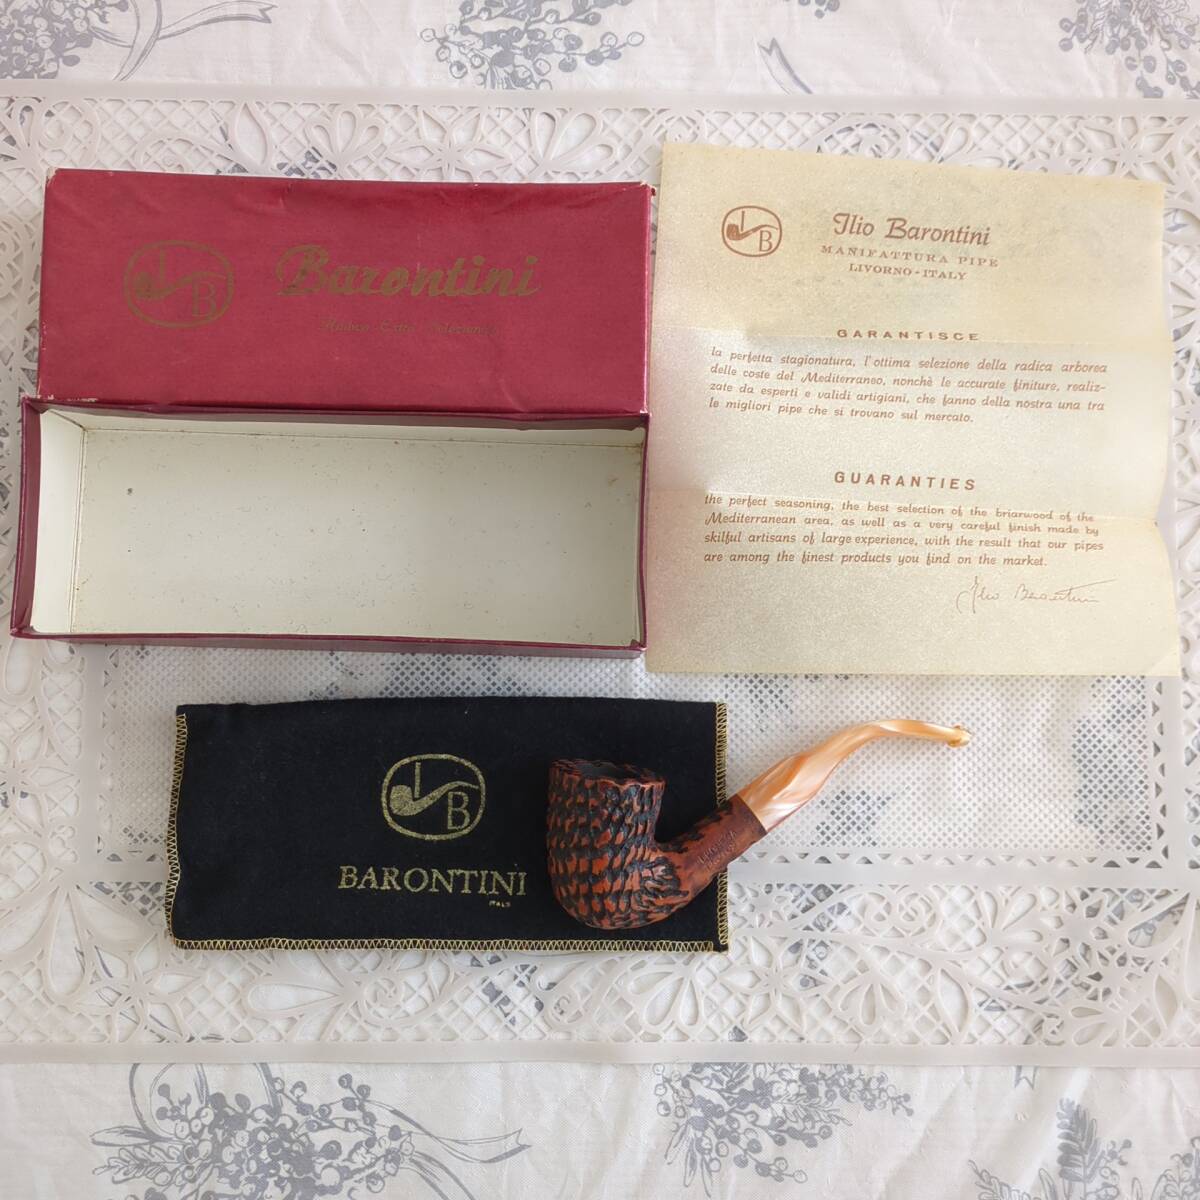 I
B
Barontini
I
B
Ilio Barontini
MANIFATTURA PIPE
LIVORNO - ITALY
GARANTISCE
la perfetta stagionatura, l'ottima selezione della radica arborea
delle coste del Mediterraneo, nonchè le accurate finiture, realiz-
zate da esperti e validi artigiani, che fanno della nostra una tra
le migliori pipe che si trovano sul mercato.
GUARANTIES
the perfect seasoning, the best selection of the briarwood of the
Mediterranean area, as well as a very careful finish made by
skilful artisans of large experience, with the result that our pipes
are among the finest products you find on the market.
Ilio Barontini
I
B
BARONTINI
ITALY